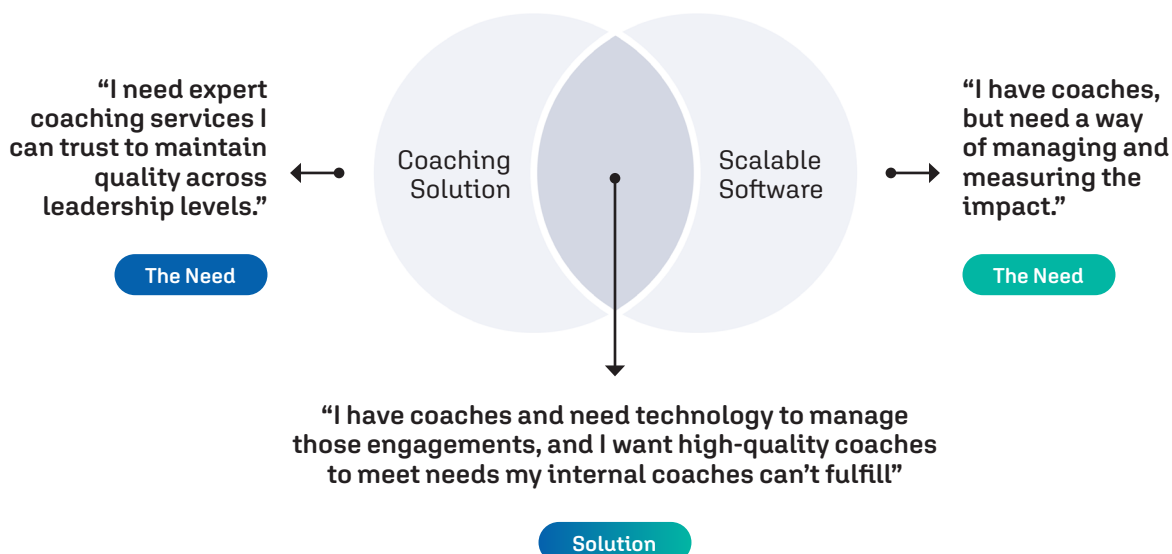 “I need expert
coaching services I
can trust to maintain
quality across
leadership levels.”
The Need
Coaching
Solution
Scalable
Software
“I have coaches,
but need a way
of managing and
measuring the
impact.”
The Need
“I have coaches and need technology to manage
those engagements, and I want high-quality coaches
to meet needs my internal coaches can’t fulfill”
Solution